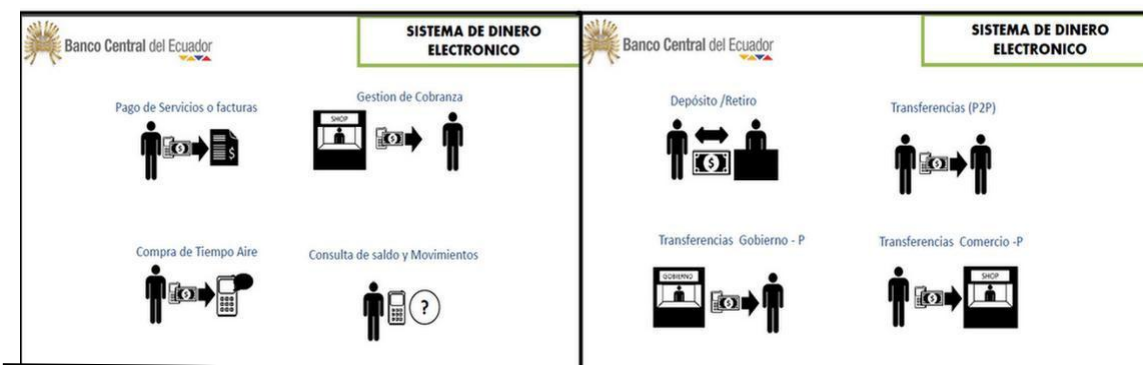 Banco Central del Ecuador
SISTEMA DE DINERO
ELECTRONICO
Pago de Servicios o facturas
Gestion de Cobranza
SHOP
$
$
$
Compra de Tiempo Aire
Consulta de saldo y Movimientos
$
?
Banco Central del Ecuador
SISTEMA DE DINERO
ELECTRONICO
Depósito /Retiro
Transferencias (P2P)
$
$
Transferencias Gobierno - P
Transferencias Comercio -P
GOBIERNO
$
$
SHOP